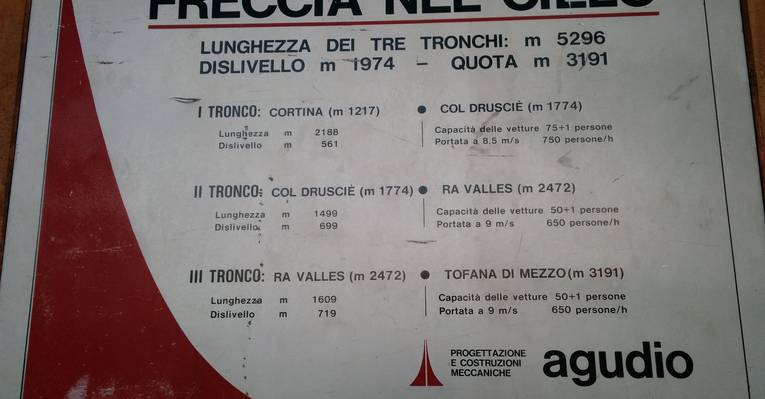 FRECCIA NEL CIELO
LUNGHEZZA DEI TRE TRONCHI: m 5296
DISLIVELLO m 1974 – QUOTA m 3191
I TRONCO: CORTINA (m 1217) ● COL DRUSCIÈ (m 1774)
Lunghezza m 2188
Dislivello m 561
Capacità delle vetture 75+1 persone
Portata a 8.5 m/s 750 persone/h
II TRONCO: COL DRUSCIÈ (m 1774) ● RA VALLES (m 2472)
Lunghezza m 1499
Dislivello m 699
Capacità delle vetture 50+1 persone
Portata a 9 m/s 650 persone/h
III TRONCO: RA VALLES (m 2472) ● TOFANA DI MEZZO (m 3191)
Lunghezza m 1609
Dislivello m 719
Capacità delle vetture 50+1 persone
Portata a 9 m/s 650 persone/h
PROGETTAZIONE
E COSTRUZIONI
MECCANICHE
agudio